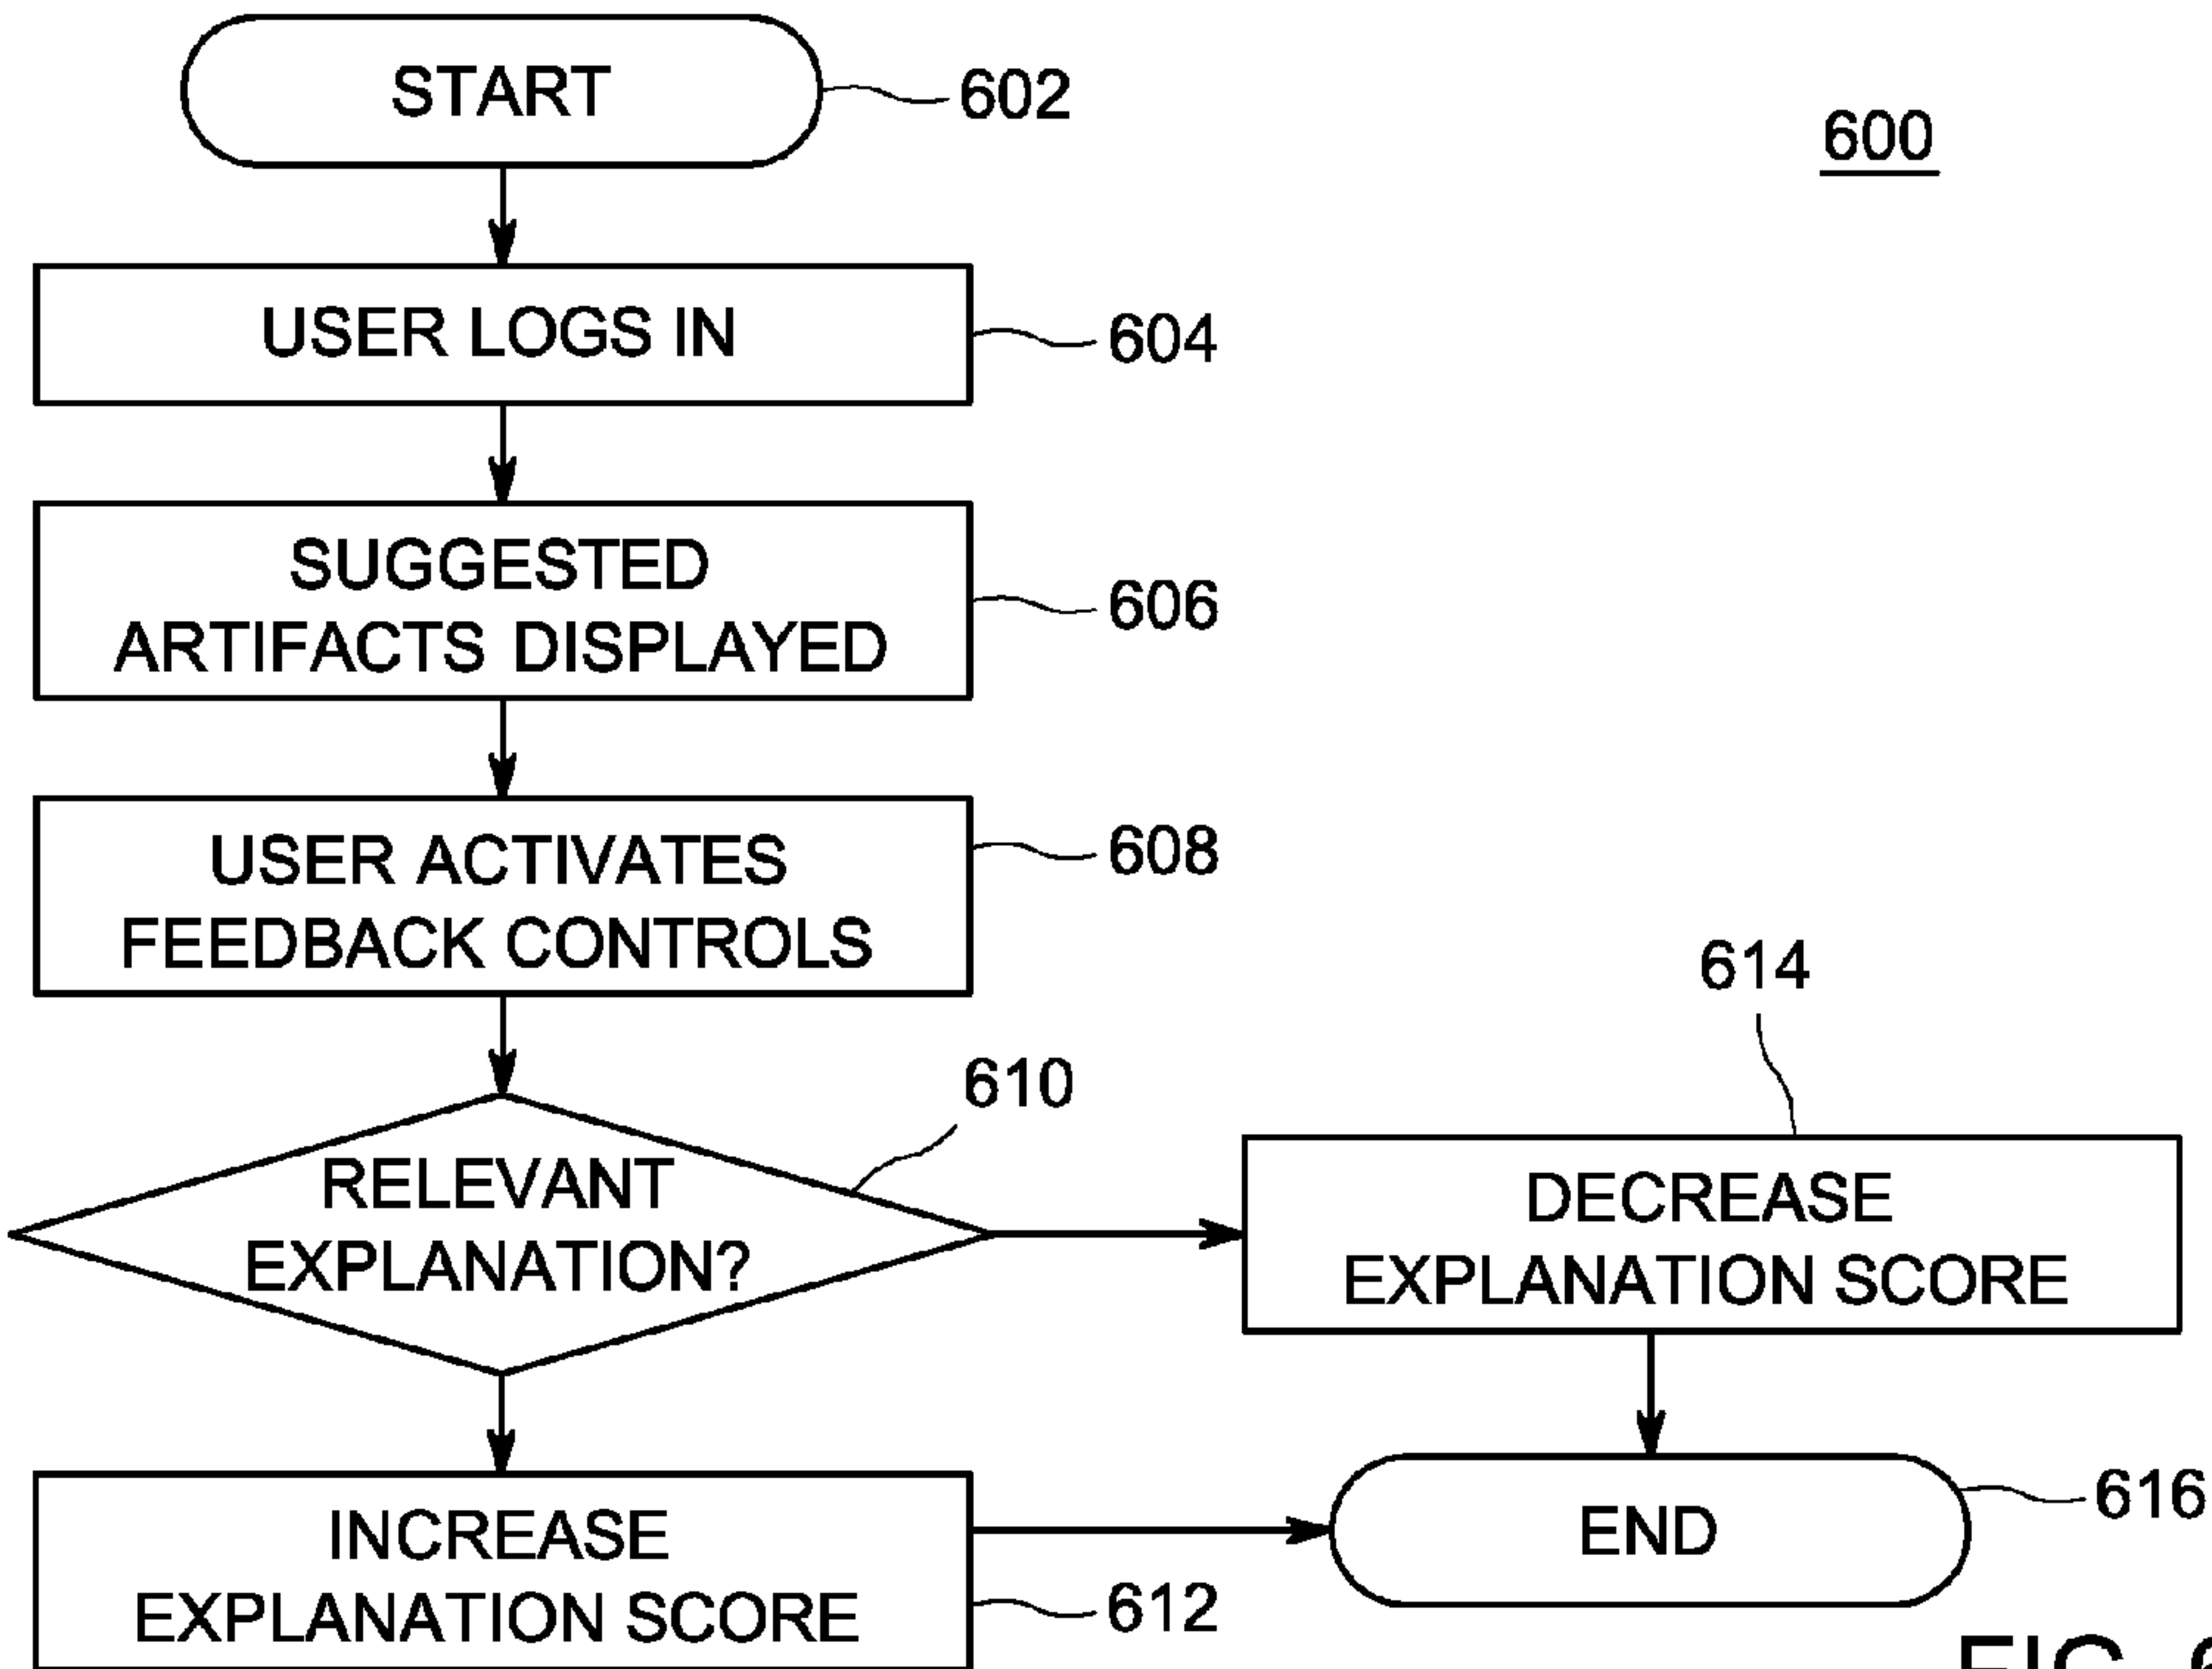 START
602
600
USER LOGS IN
604
SUGGESTED
ARTIFACTS DISPLAYED
606
USER ACTIVATES
FEEDBACK CONTROLS
608
614
610
RELEVANT
EXPLANATION?
DECREASE
EXPLANATION SCORE
INCREASE
EXPLANATION SCORE
612
END
616
FIG.